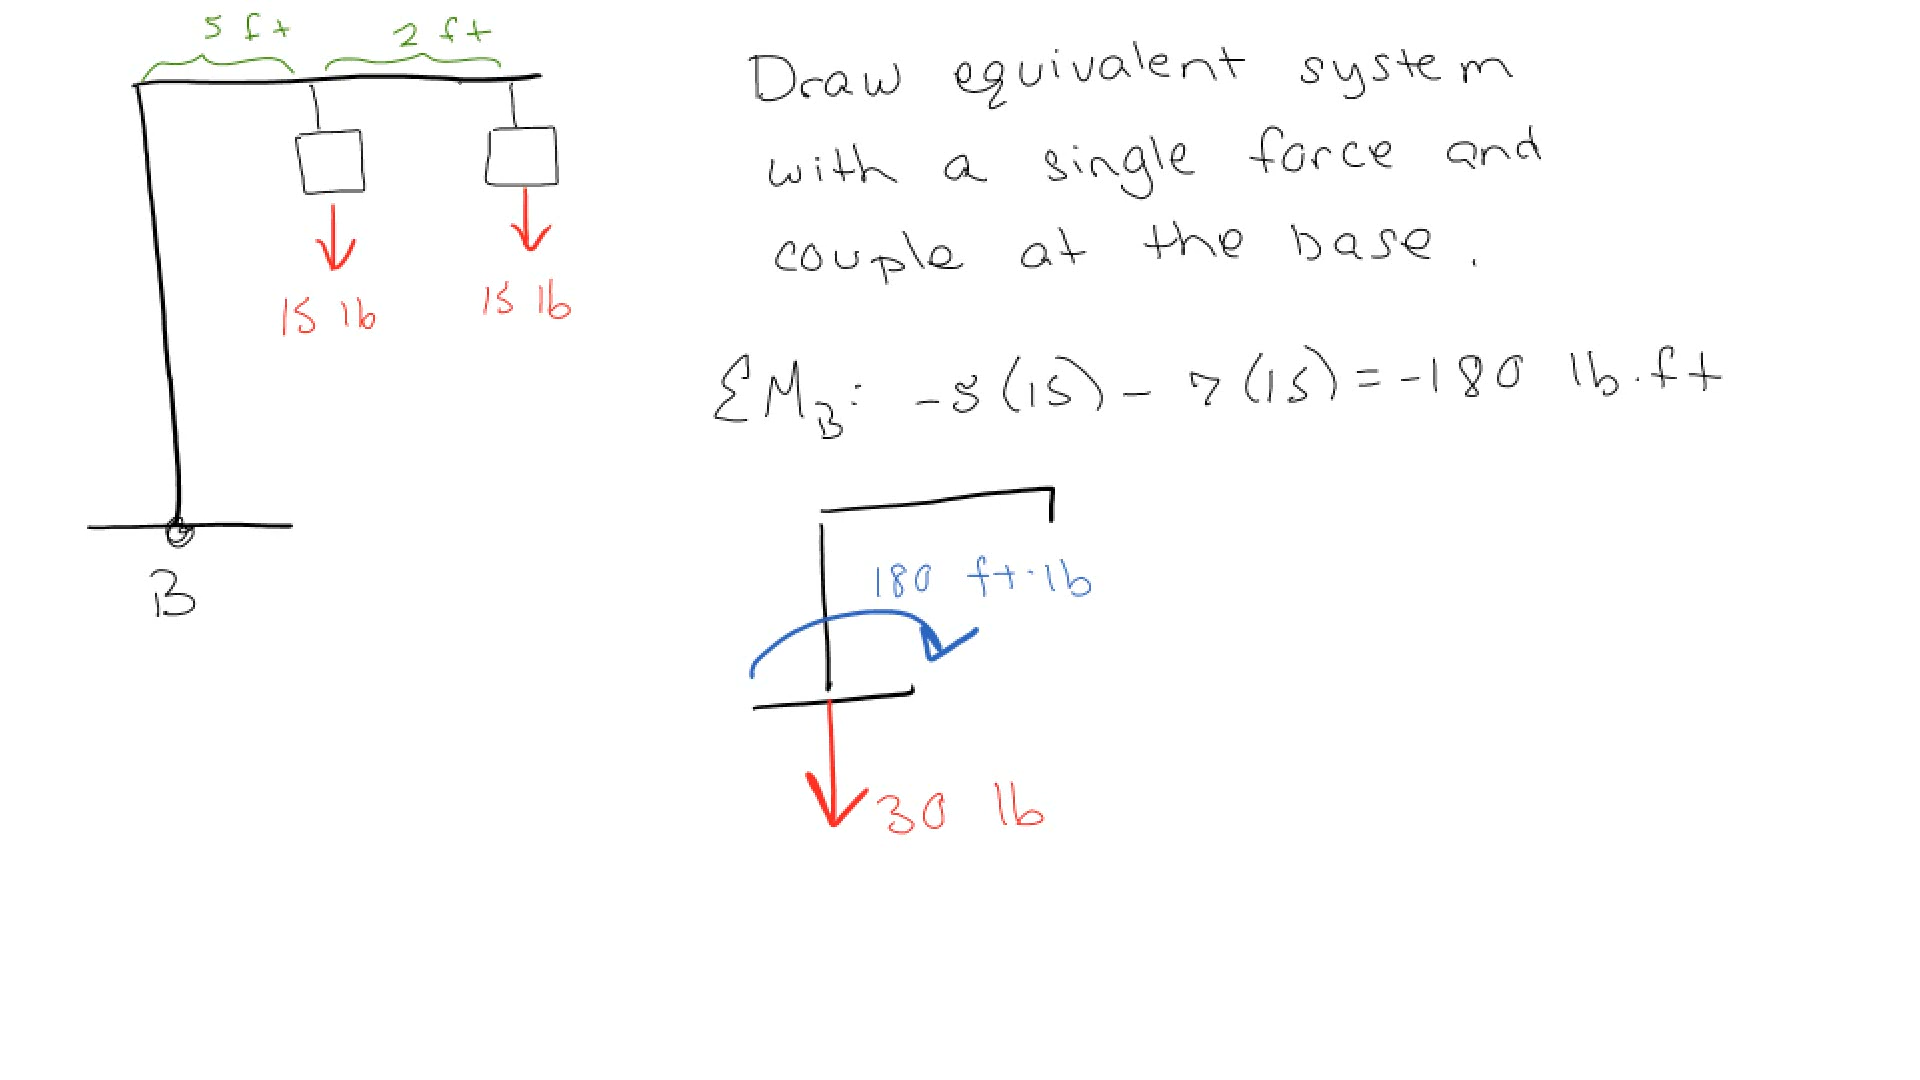 5 ft 2 ft
15 lb 15 lb
B
Draw equivalent system
with a single force and
couple at the base.
ΣM_B: -5(15) - 7(15) = -180 lb·ft
180 ft·lb
30 lb